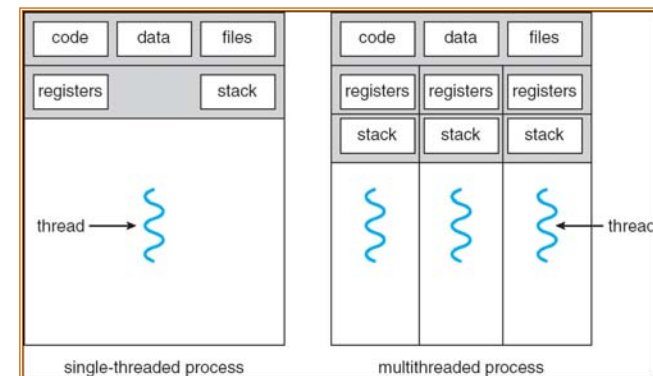 code data files
registers stack
thread
single-threaded process
code data files
registers registers registers
stack stack stack
thread
multithreaded process